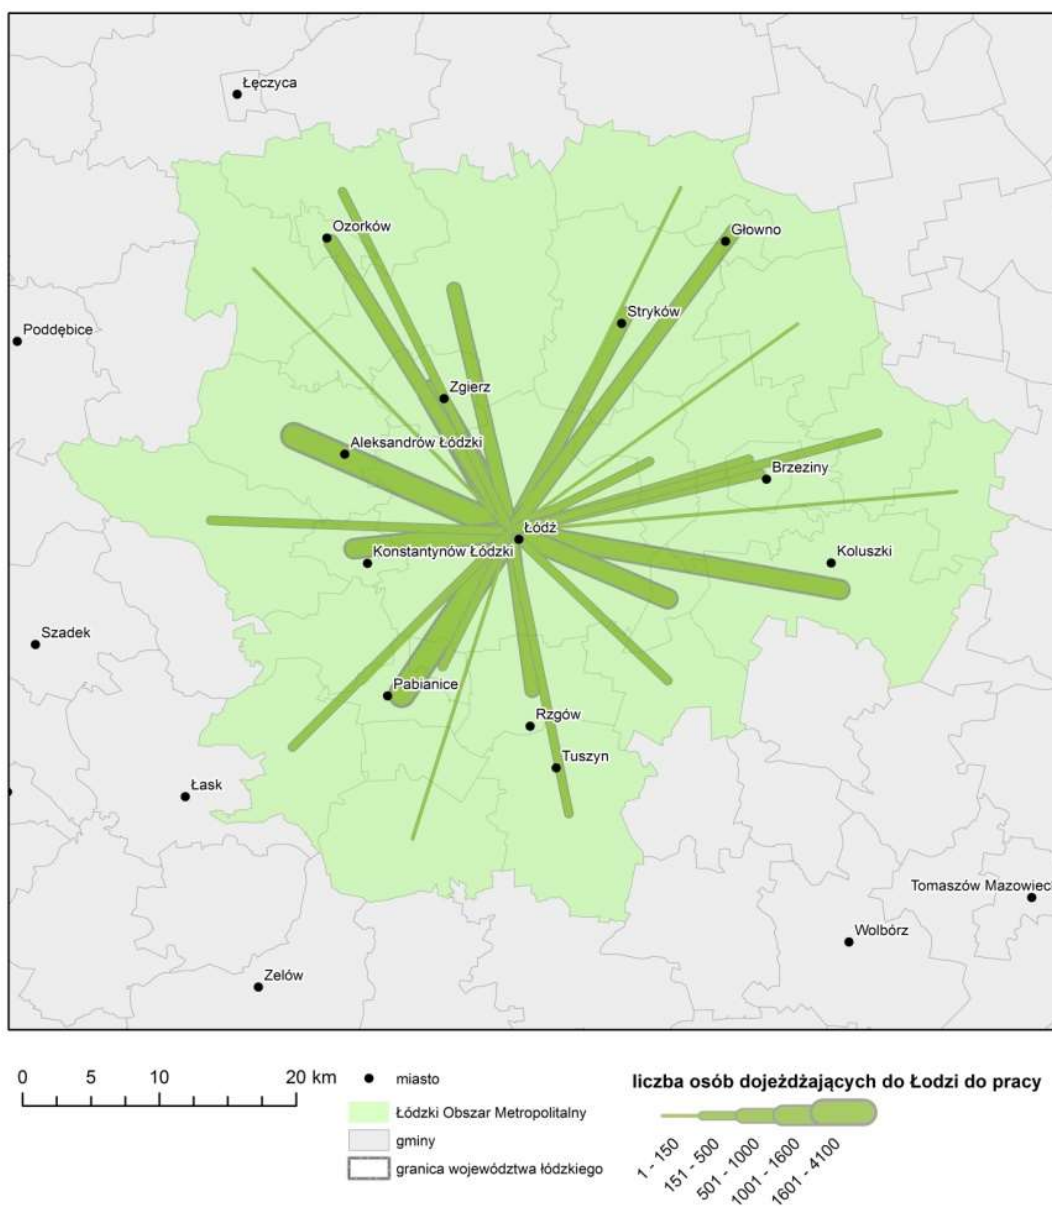 Łęczyca
Ozorków
Głowno
Stryków
Poddębice
Zgierz
Aleksandrów Łódzki
Brzeziny
Łódź
Konstantynów Łódzki
Koluszki
Szadek
Pabianice
Rzgów
Tuszyn
Łask
Tomaszów Mazowiec
Wolbórz
Zelów
0 5 10 20 km
miasto
Łódzki Obszar Metropolitalny
gminy
granica województwa łódzkiego
liczba osób dojeżdżających do Łodzi do pracy
1 - 150
151 - 500
501 - 1000
1001 - 1600
1601 - 4100